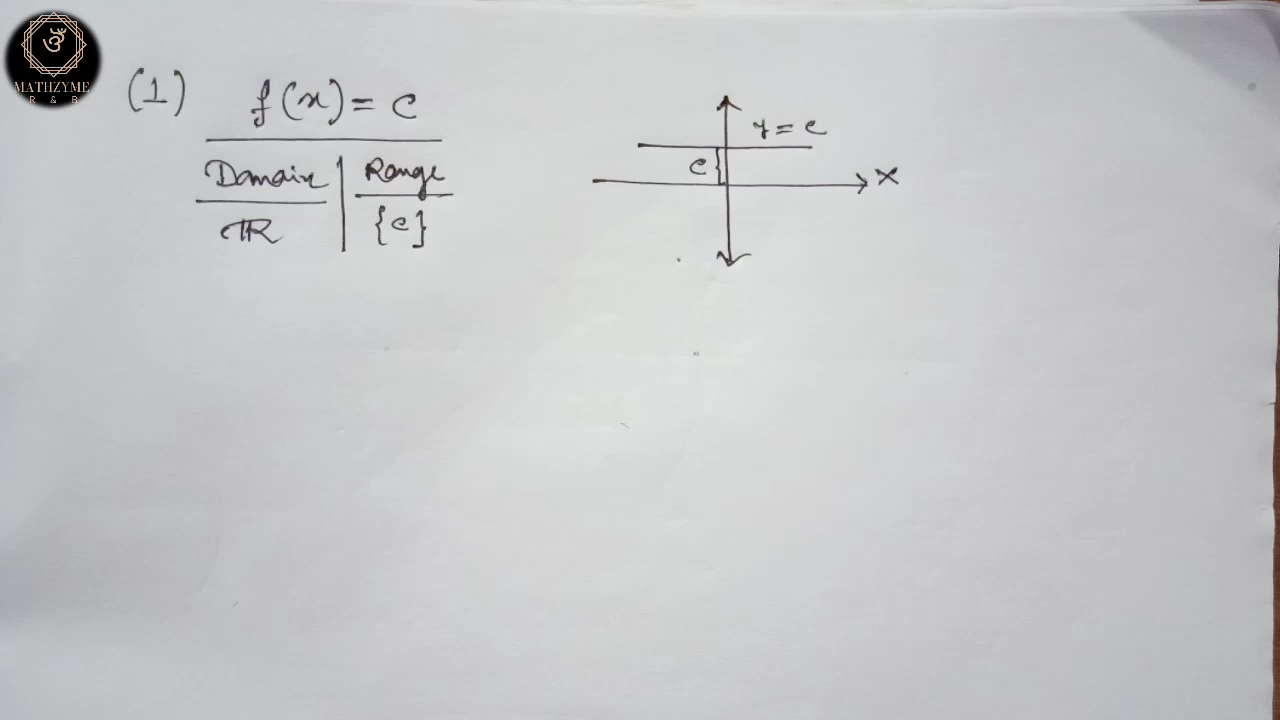 ॐ
MATHZYME
R & B
(1) f(x) = c
Domain | Range
ℝ | {c}
y = c
c{
X